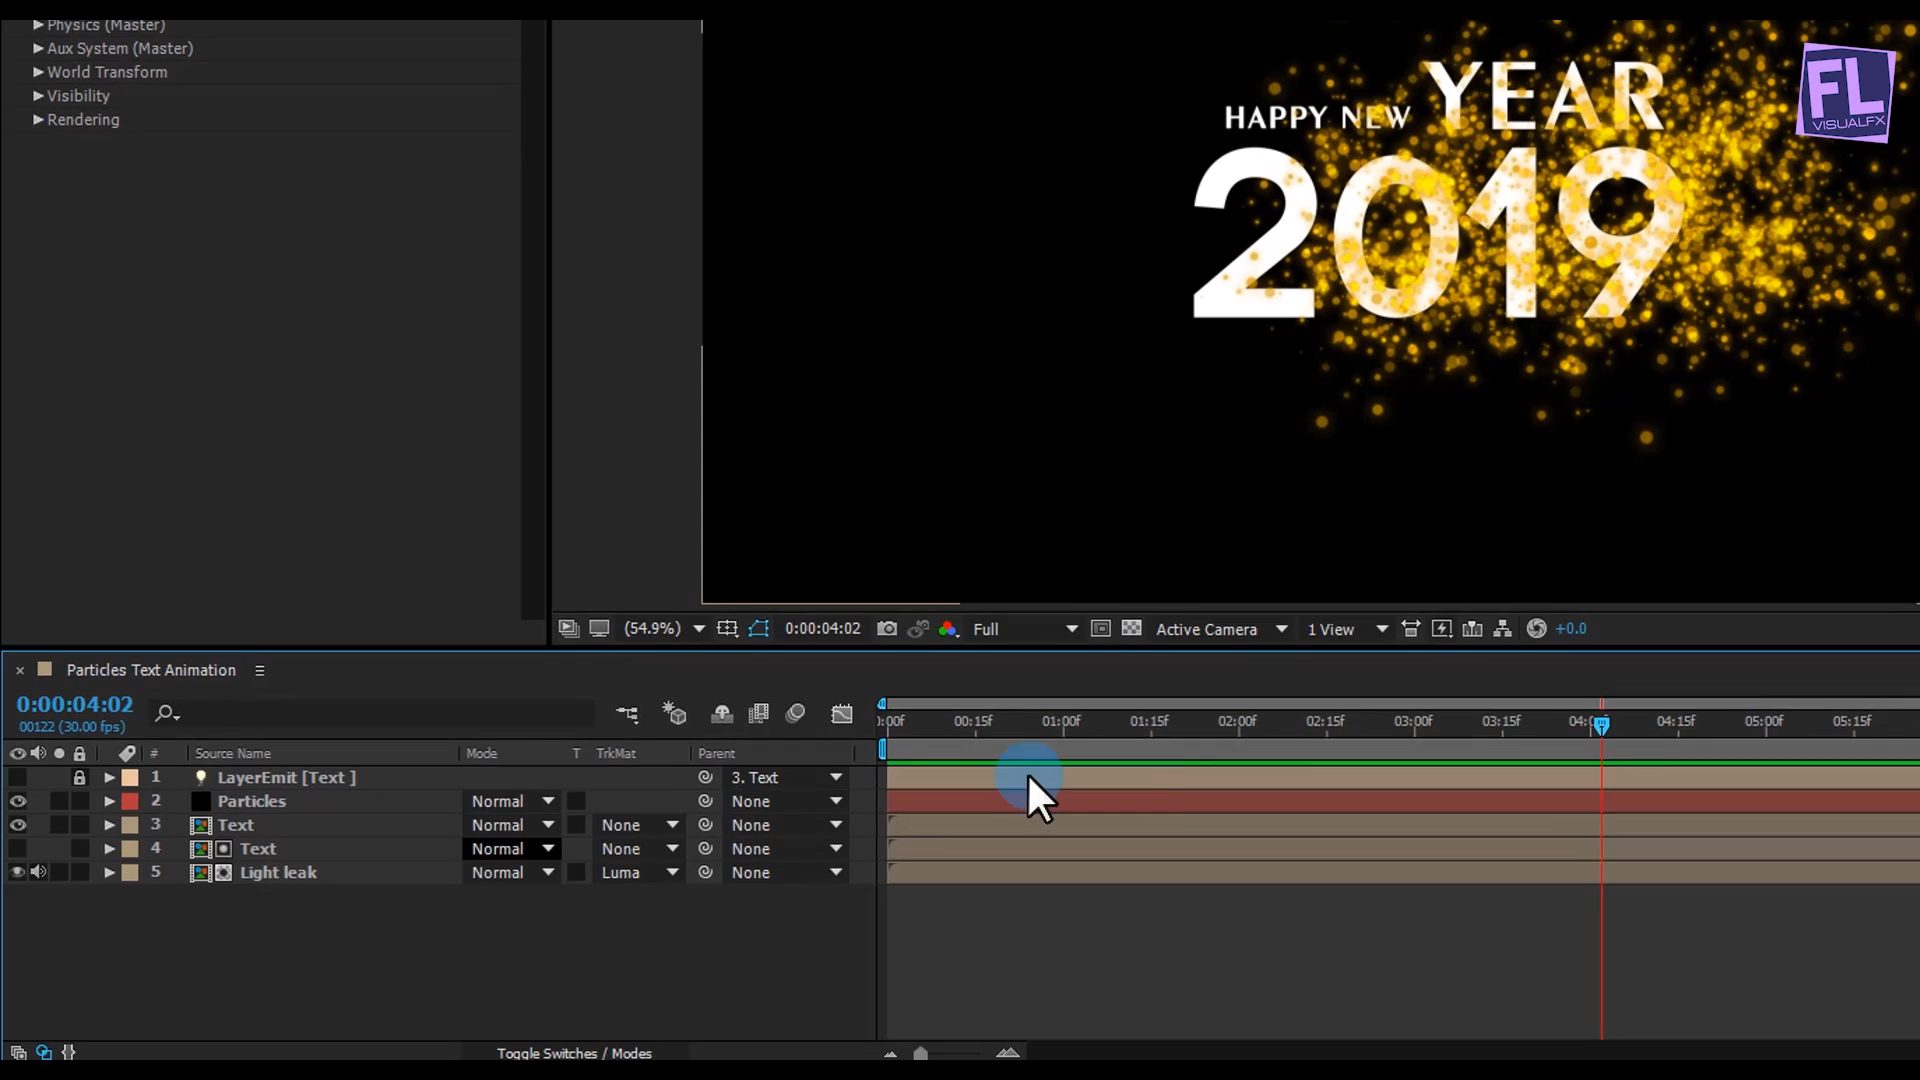 Physics (Master)
Aux System (Master)
World Transform
Visibility
Rendering
HAPPY NEW YEAR
2019
FL
VISUALFX
(54.9%)
0:00:04:02
Full
Active Camera
1 View
+0.0
× Particles Text Animation
0:00:04:02
00122 (30.00 fps)
:00f 00:15f 01:00f 01:15f 02:00f 02:15f 03:00f 03:15f 04:15f 05:00f 05:15f
# Source Name Mode T TrkMat Parent
1 LayerEmit [Text ] 3. Text
2 Particles Normal None
3 Text Normal None None
4 Text Normal None None
5 Light leak Normal Luma None
Toggle Switches / Modes